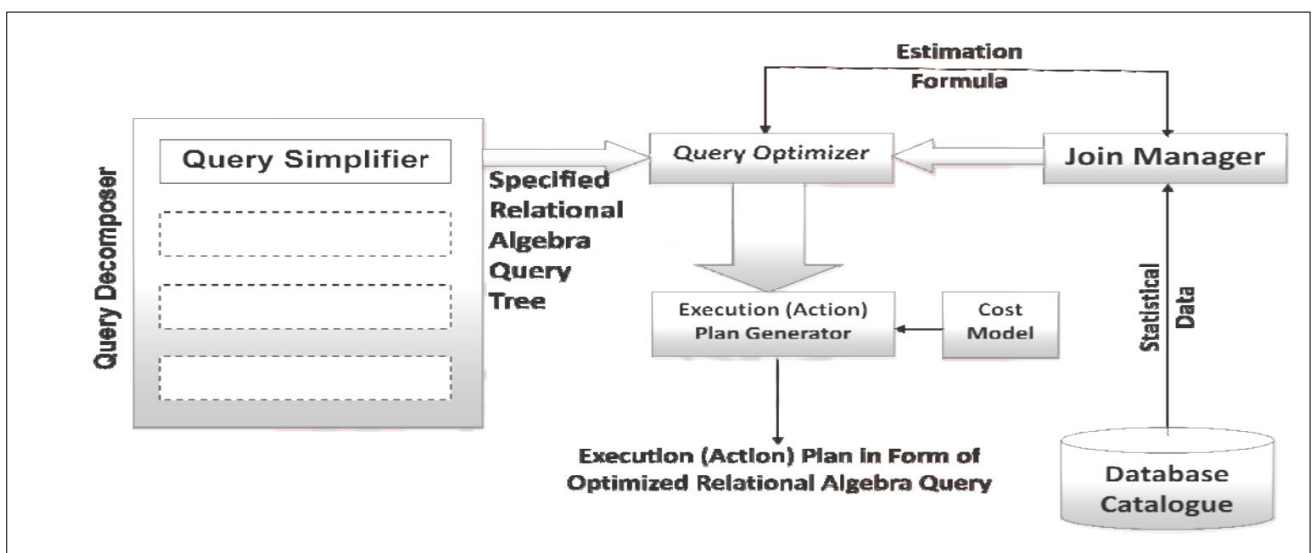 Estimation
Formula
Query Decomposer
Query Simplifier
Query Optimizer
Join Manager
Specified
Relational
Algebra
Query
Tree
Statistical
Data
Execution (Action)
Plan Generator
Cost
Model
Execution (Action) Plan in Form of
Optimized Relational Algebra Query
Database
Catalogue